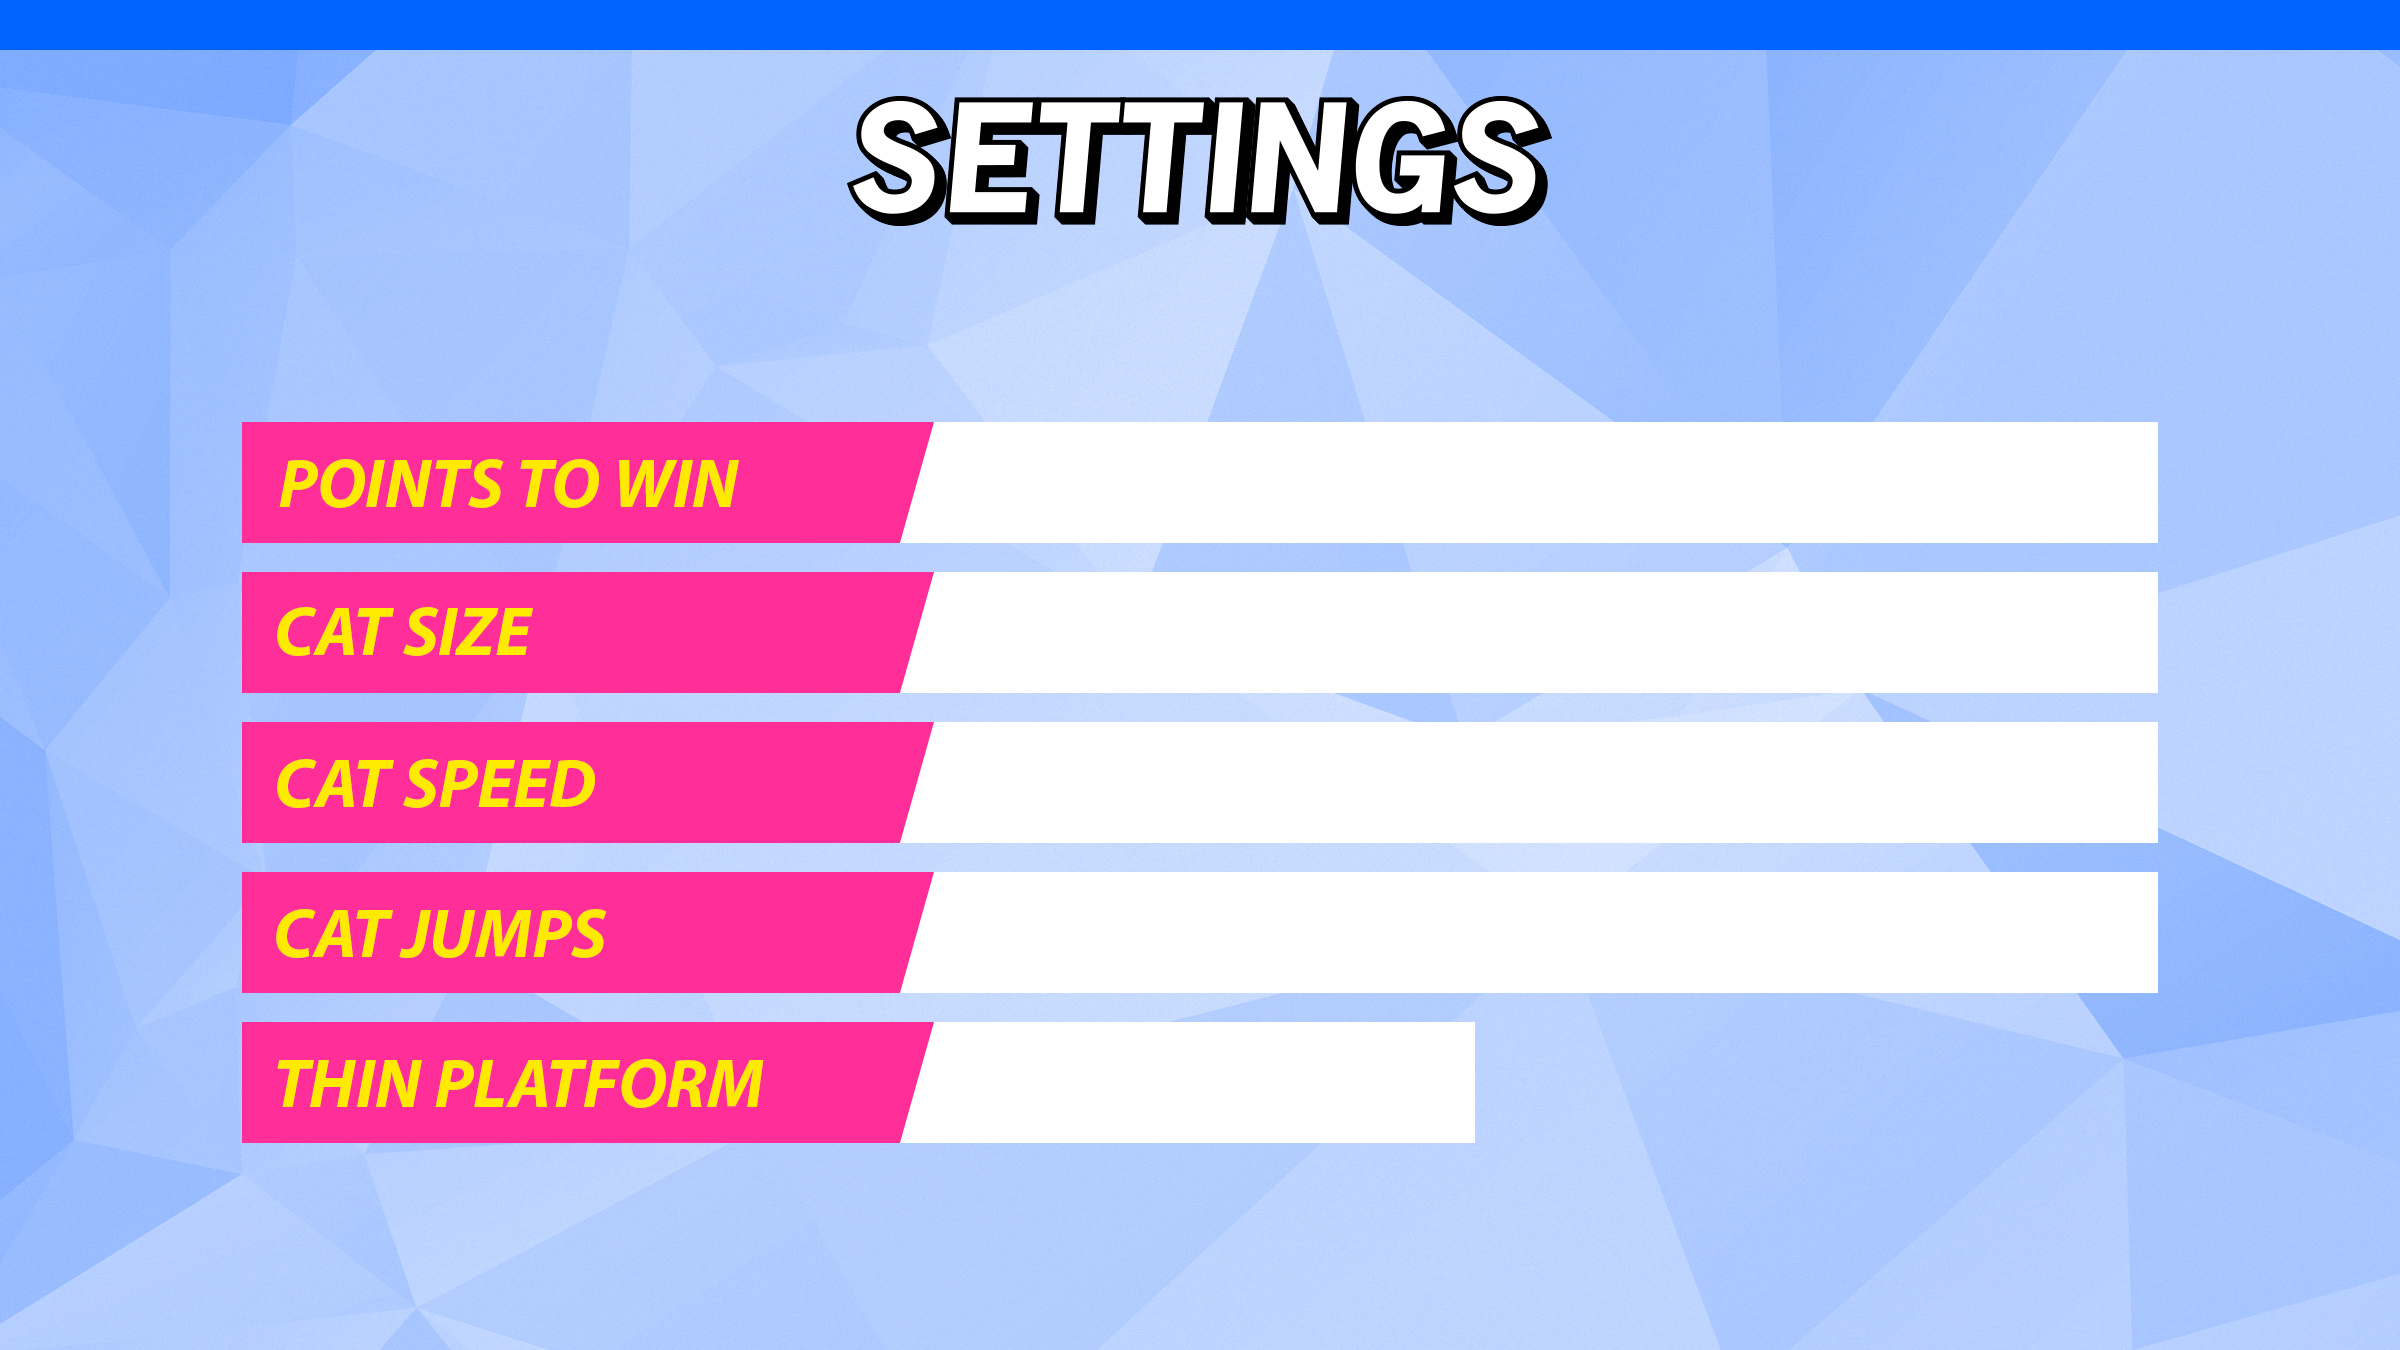 SETTINGS
POINTS TO WIN
CAT SIZE
CAT SPEED
CAT JUMPS
THIN PLATFORM